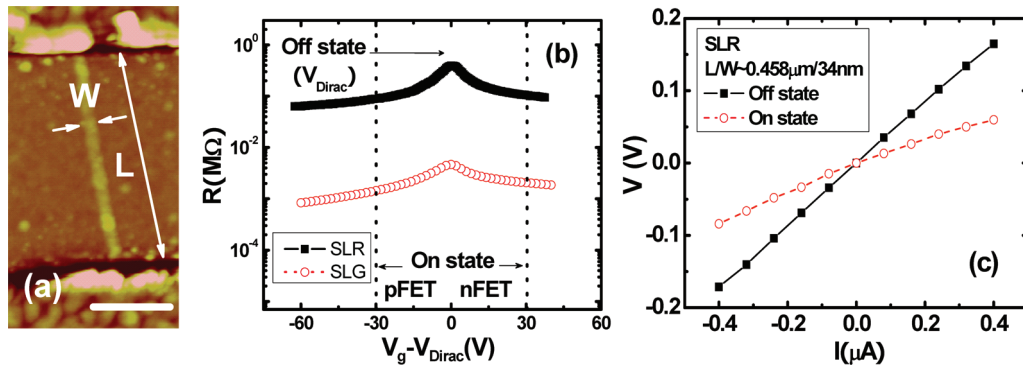 W
L
(a)
(b)
Off state
(V_Dirac)
10⁰
10⁻²
10⁻⁴
R(MΩ)
SLR
SLG
On state
pFET nFET
-60 -30 0 30 60
V_g-V_Dirac(V)
(c)
SLR
L/W~0.458μm/34nm
Off state
On state
0.2
0.1
0.0
-0.1
-0.2
V (V)
-0.4 -0.2 0.0 0.2 0.4
I(μA)